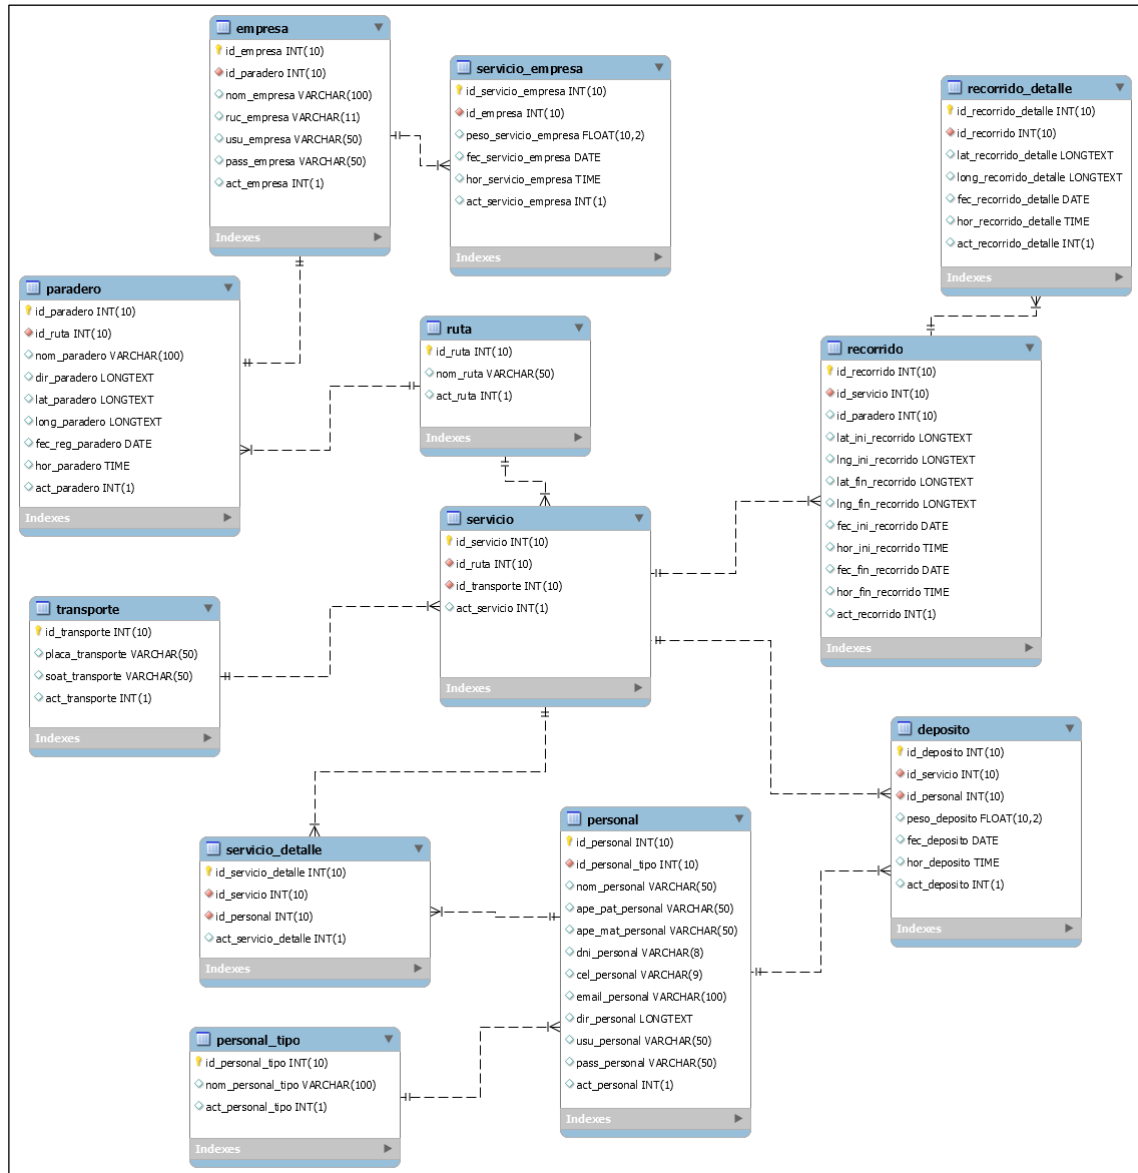 empresa
id_empresa INT(10)
id_paradero INT(10)
nom_empresa VARCHAR(100)
ruc_empresa VARCHAR(11)
usu_empresa VARCHAR(50)
pass_empresa VARCHAR(50)
act_empresa INT(1)
Indexes
servicio_empresa
id_servicio_empresa INT(10)
id_empresa INT(10)
peso_servicio_empresa FLOAT(10,2)
fec_servicio_empresa DATE
hor_servicio_empresa TIME
act_servicio_empresa INT(1)
Indexes
recorrido_detalle
id_recorrido_detalle INT(10)
id_recorrido INT(10)
lat_recorrido_detalle LONGTEXT
long_recorrido_detalle LONGTEXT
fec_recorrido_detalle DATE
hor_recorrido_detalle TIME
act_recorrido_detalle INT(1)
Indexes
paradero
id_paradero INT(10)
id_ruta INT(10)
nom_paradero VARCHAR(100)
dir_paradero LONGTEXT
lat_paradero LONGTEXT
long_paradero LONGTEXT
fec_reg_paradero DATE
hor_paradero TIME
act_paradero INT(1)
Indexes
ruta
id_ruta INT(10)
nom_ruta VARCHAR(50)
act_ruta INT(1)
Indexes
recorrido
id_recorrido INT(10)
id_servicio INT(10)
id_paradero INT(10)
lat_ini_recorrido LONGTEXT
lng_ini_recorrido LONGTEXT
lat_fin_recorrido LONGTEXT
lng_fin_recorrido LONGTEXT
fec_ini_recorrido DATE
hor_ini_recorrido TIME
fec_fin_recorrido DATE
hor_fin_recorrido TIME
act_recorrido INT(1)
Indexes
servicio
id_servicio INT(10)
id_ruta INT(10)
id_transporte INT(10)
act_servicio INT(1)
Indexes
transporte
id_transporte INT(10)
placa_transporte VARCHAR(50)
soat_transporte VARCHAR(50)
act_transporte INT(1)
Indexes
deposito
id_deposito INT(10)
id_servicio INT(10)
id_personal INT(10)
peso_deposito FLOAT(10,2)
fec_deposito DATE
hor_deposito TIME
act_deposito INT(1)
Indexes
servicio_detalle
id_servicio_detalle INT(10)
id_servicio INT(10)
id_personal INT(10)
act_servicio_detalle INT(1)
Indexes
personal
id_personal INT(10)
id_personal_tipo INT(10)
nom_personal VARCHAR(50)
ape_pat_personal VARCHAR(50)
ape_mat_personal VARCHAR(50)
dni_personal VARCHAR(8)
cel_personal VARCHAR(9)
email_personal VARCHAR(100)
dir_personal LONGTEXT
usu_personal VARCHAR(50)
pass_personal VARCHAR(50)
act_personal INT(1)
Indexes
personal_tipo
id_personal_tipo INT(10)
nom_personal_tipo VARCHAR(100)
act_personal_tipo INT(1)
Indexes